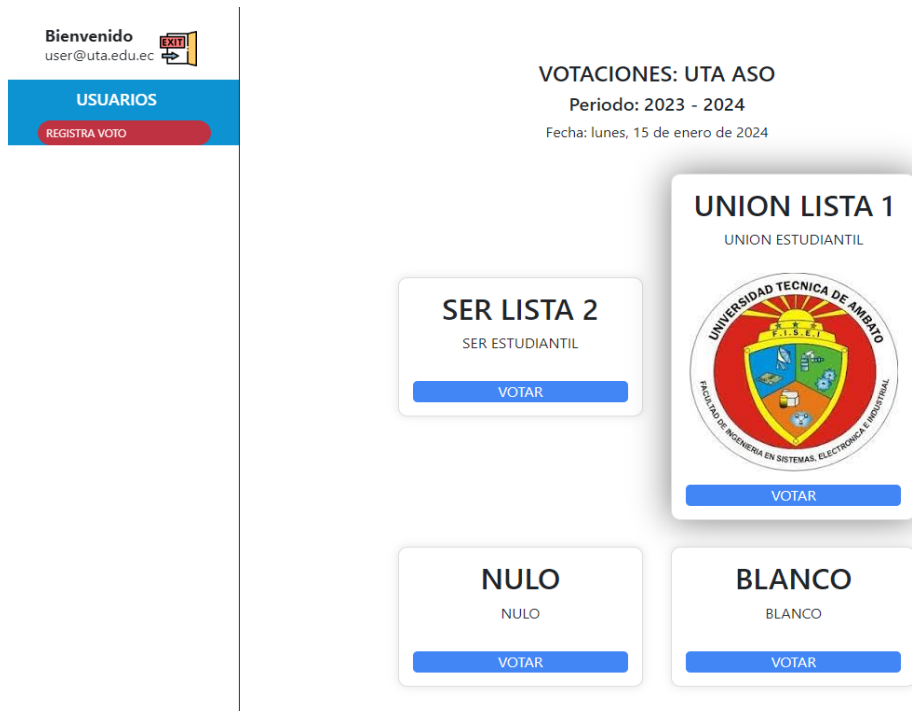 Bienvenido
user@uta.edu.ec
EXIT
USUARIOS
REGISTRA VOTO
VOTACIONES: UTA ASO
Periodo: 2023 - 2024
Fecha: lunes, 15 de enero de 2024
UNION LISTA 1
UNION ESTUDIANTIL
UNIVERSIDAD TECNICA DE AMBATO
F.I.S.E.I
FACULTAD DE INGENIERIA EN SISTEMAS, ELECTRONICA E INDUSTRIAL
VOTAR
SER LISTA 2
SER ESTUDIANTIL
VOTAR
NULO
NULO
VOTAR
BLANCO
BLANCO
VOTAR